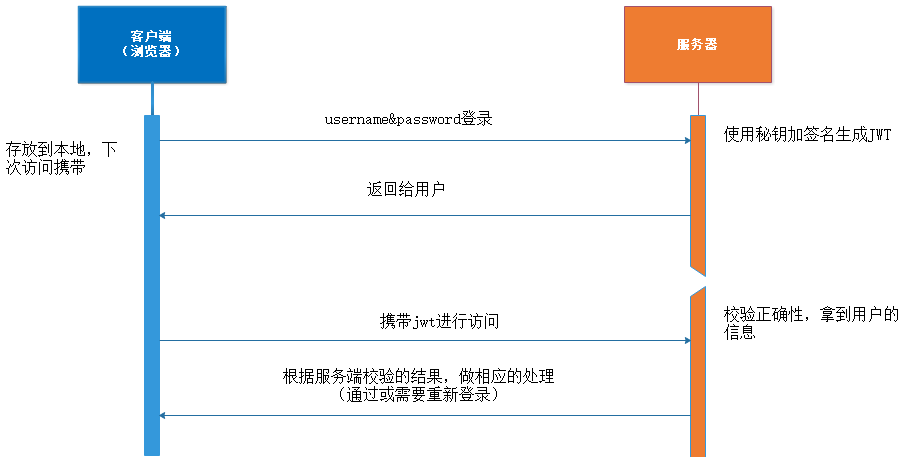 客户端
（浏览器）
服务器
username&password登录
使用秘钥加签名生成JWT
存放到本地，下
次访问携带
返回给用户
携带jwt进行访问
校验正确性，拿到用户的
信息
根据服务端校验的结果，做相应的处理
（通过或需要重新登录）